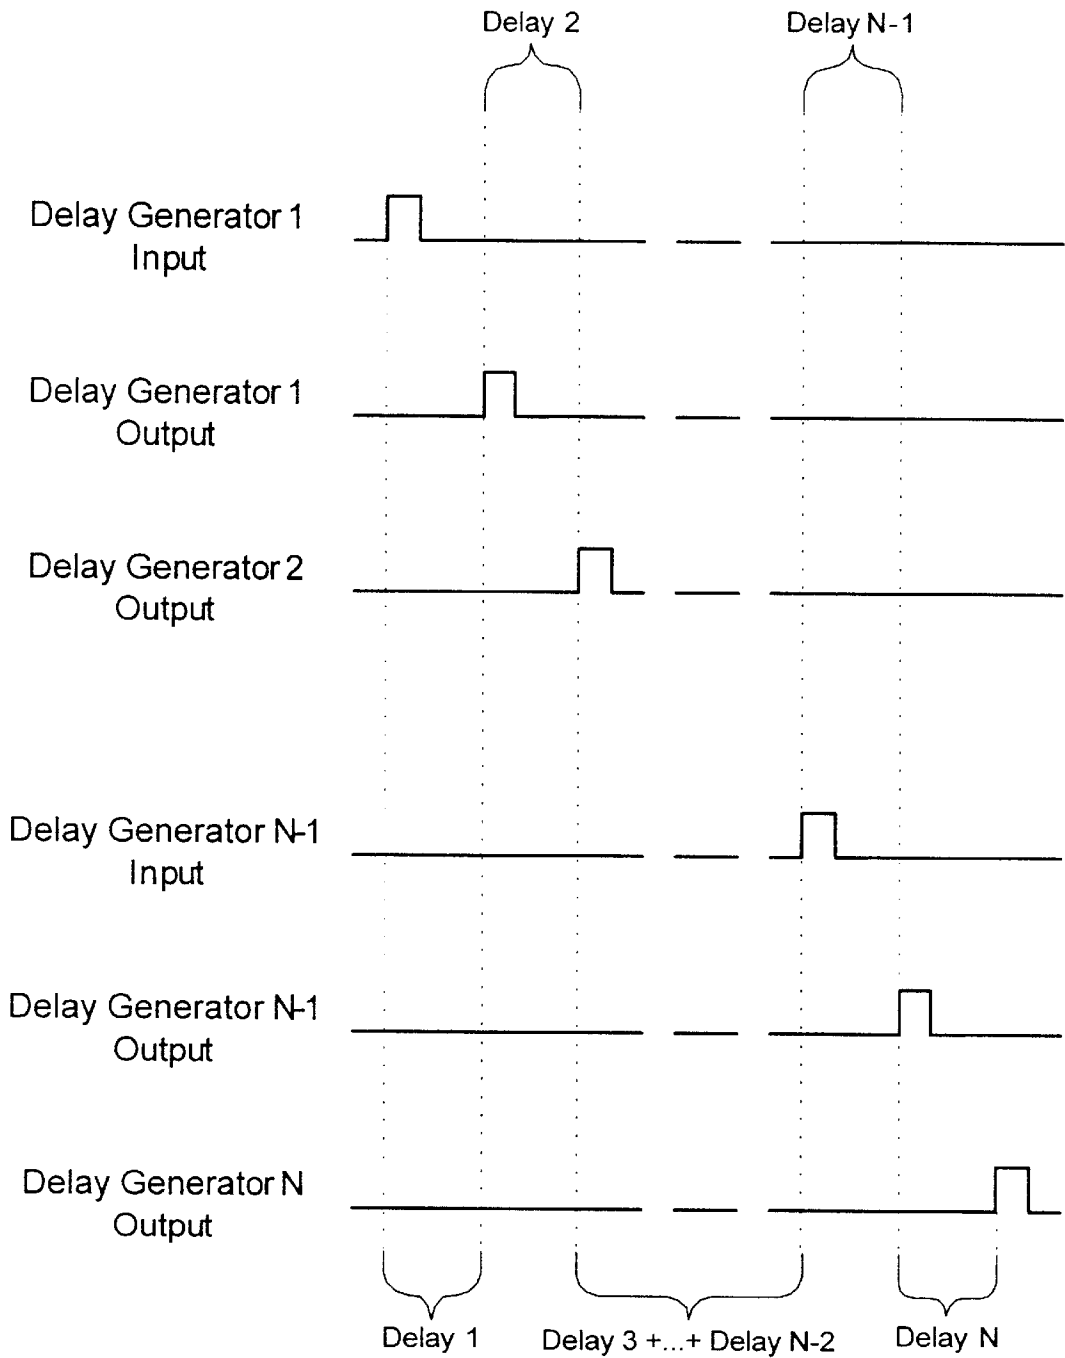 Delay 2
Delay N-1
Delay Generator 1
Input
Delay Generator 1
Output
Delay Generator 2
Output
Delay Generator N-1
Input
Delay Generator N-1
Output
Delay Generator N
Output
Delay 1
Delay 3 +...+ Delay N-2
Delay N